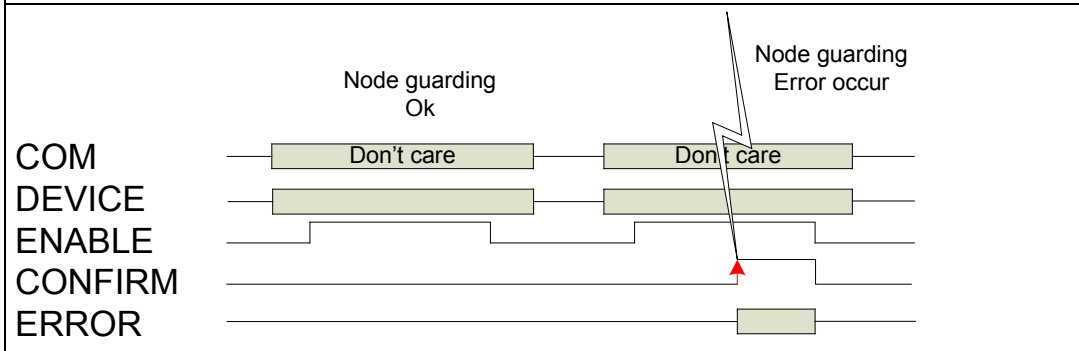 Node guarding
Ok
Node guarding
Error occur
COM
Don't care
Don't care
DEVICE
ENABLE
CONFIRM
ERROR